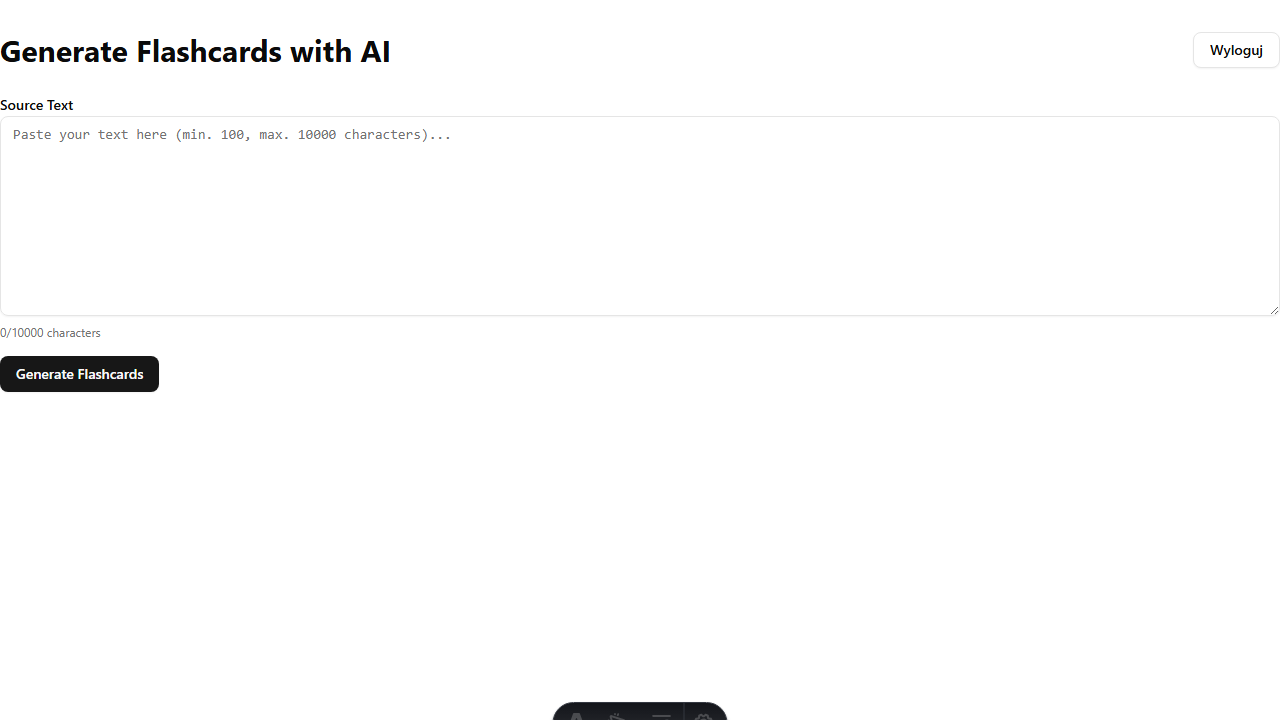 Generate Flashcards with AI
Wyloguj
Source Text
Paste your text here (min. 100, max. 10000 characters)...
0/10000 characters
Generate Flashcards